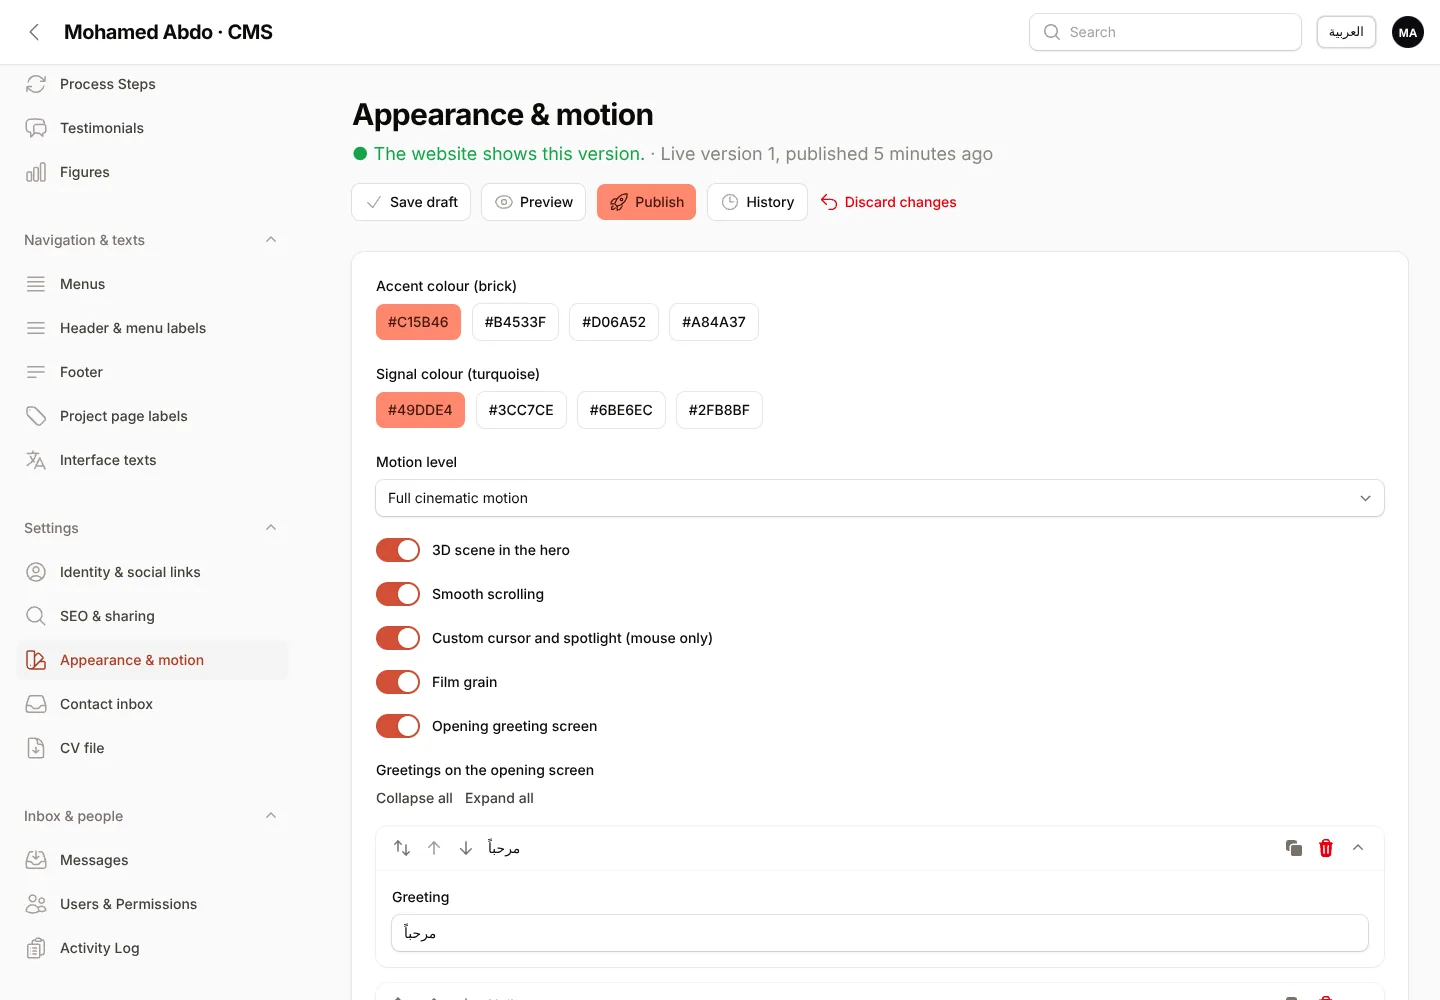 Mohamed Abdo · CMS
Search
العربية
MA
Process Steps
Testimonials
Figures
Navigation & texts
Menus
Header & menu labels
Footer
Project page labels
Interface texts
Settings
Identity & social links
SEO & sharing
Appearance & motion
Contact inbox
CV file
Inbox & people
Messages
Users & Permissions
Activity Log
Appearance & motion
The website shows this version. · Live version 1, published 5 minutes ago
Save draft
Preview
Publish
History
Discard changes
Accent colour (brick)
#C15B46 #B4533F #D06A52 #A84A37
Signal colour (turquoise)
#49DDE4 #3CC7CE #6BE6EC #2FB8BF
Motion level
Full cinematic motion
3D scene in the hero
Smooth scrolling
Custom cursor and spotlight (mouse only)
Film grain
Opening greeting screen
Greetings on the opening screen
Collapse all Expand all
مرحباً
Greeting
مرحباً